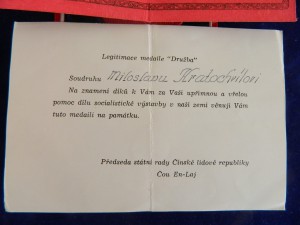 Legitimace medaile "Družba"
Soudruhu Miloslavu Kratochvílovi
Na znamení díků k Vám za Vaši upřímnou a vřelou
pomoc dílu socialistické výstavby v naší zemi věnuji Vám
tuto medaili na památku.
Předseda státní rady Čínské lidové republiky
Čou En-Laj